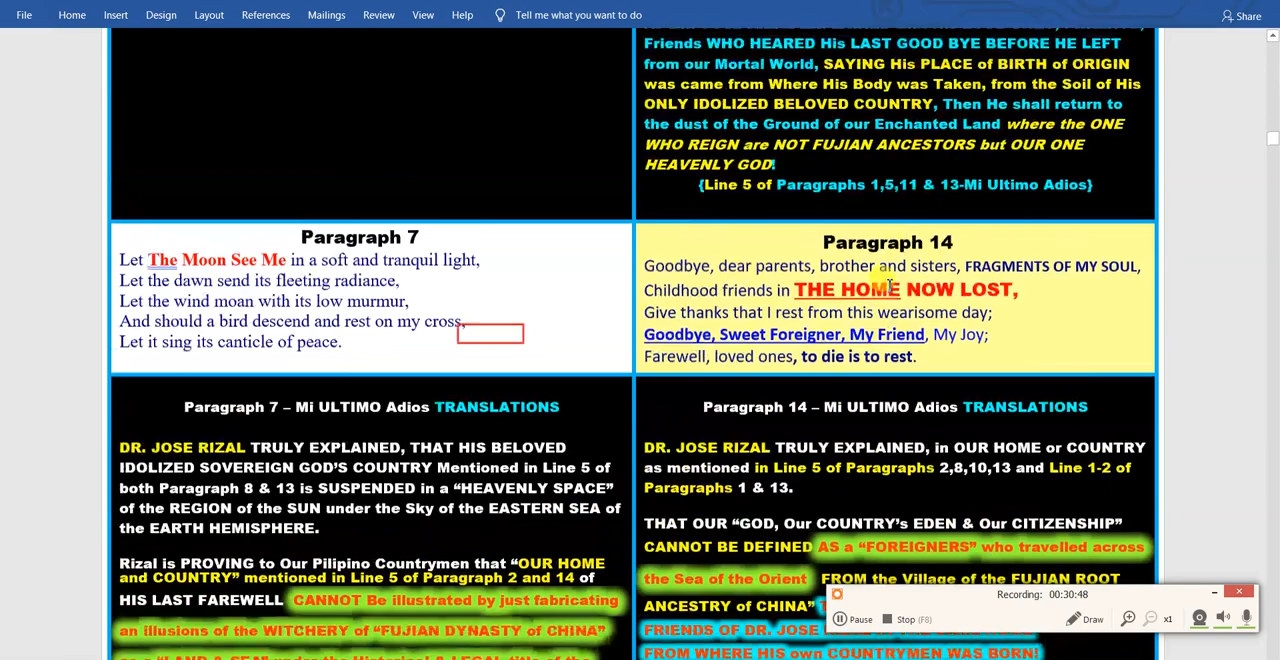 File Home Insert Design Layout References Mailings Review View Help Tell me what you want to do Share
Friends WHO HEARED His LAST GOOD BYE BEFORE HE LEFT
from our Mortal World, SAYING His PLACE of BIRTH of ORIGIN
was came from Where His Body was Taken, from the Soil of His
ONLY IDOLIZED BELOVED COUNTRY, Then He shall return to
the dust of the Ground of our Enchanted Land where the ONE
WHO REIGN are NOT FUJIAN ANCESTORS but OUR ONE
HEAVENLY GOD!
{Line 5 of Paragraphs 1,5,11 & 13-Mi Ultimo Adios}
Paragraph 7
Let The Moon See Me in a soft and tranquil light,
Let the dawn send its fleeting radiance,
Let the wind moan with its low murmur,
And should a bird descend and rest on my cross,
Let it sing its canticle of peace.
Paragraph 14
Goodbye, dear parents, brother and sisters, FRAGMENTS OF MY SOUL,
Childhood friends in THE HOME NOW LOST,
Give thanks that I rest from this wearisome day;
Goodbye, Sweet Foreigner, My Friend, My Joy;
Farewell, loved ones, to die is to rest.
Paragraph 7 – Mi ULTIMO Adios TRANSLATIONS
DR. JOSE RIZAL TRULY EXPLAINED, THAT HIS BELOVED
IDOLIZED SOVEREIGN GOD'S COUNTRY Mentioned in Line 5 of
both Paragraph 8 & 13 is SUSPENDED in a “HEAVENLY SPACE”
of the REGION of the SUN under the Sky of the EASTERN SEA of
the EARTH HEMISPHERE.
Rizal is PROVING to Our Pilipino Countrymen that “OUR HOME
and COUNTRY” mentioned in Line 5 of Paragraph 2 and 14 of
HIS LAST FAREWELL CANNOT Be illustrated by just fabricating
an illusions of the WITCHERY of “FUJIAN DYNASTY of CHINA”
Paragraph 14 – Mi ULTIMO Adios TRANSLATIONS
DR. JOSE RIZAL TRULY EXPLAINED, in OUR HOME or COUNTRY
as mentioned in Line 5 of Paragraphs 2,8,10,13 and Line 1-2 of
Paragraphs 1 & 13.
THAT OUR “GOD, Our COUNTRY's EDEN & Our CITIZENSHIP”
CANNOT BE DEFINED AS a “FOREIGNERS” who travelled across
the Sea of the Orient FROM the Village of the FUJIAN ROOT
ANCESTRY of CHINA”
FRIENDS OF DR. JOSE
FROM WHERE HIS own COUNTRYMEN WAS BORN!
Recording: 00:30:48
Pause Stop (F8) Draw x1